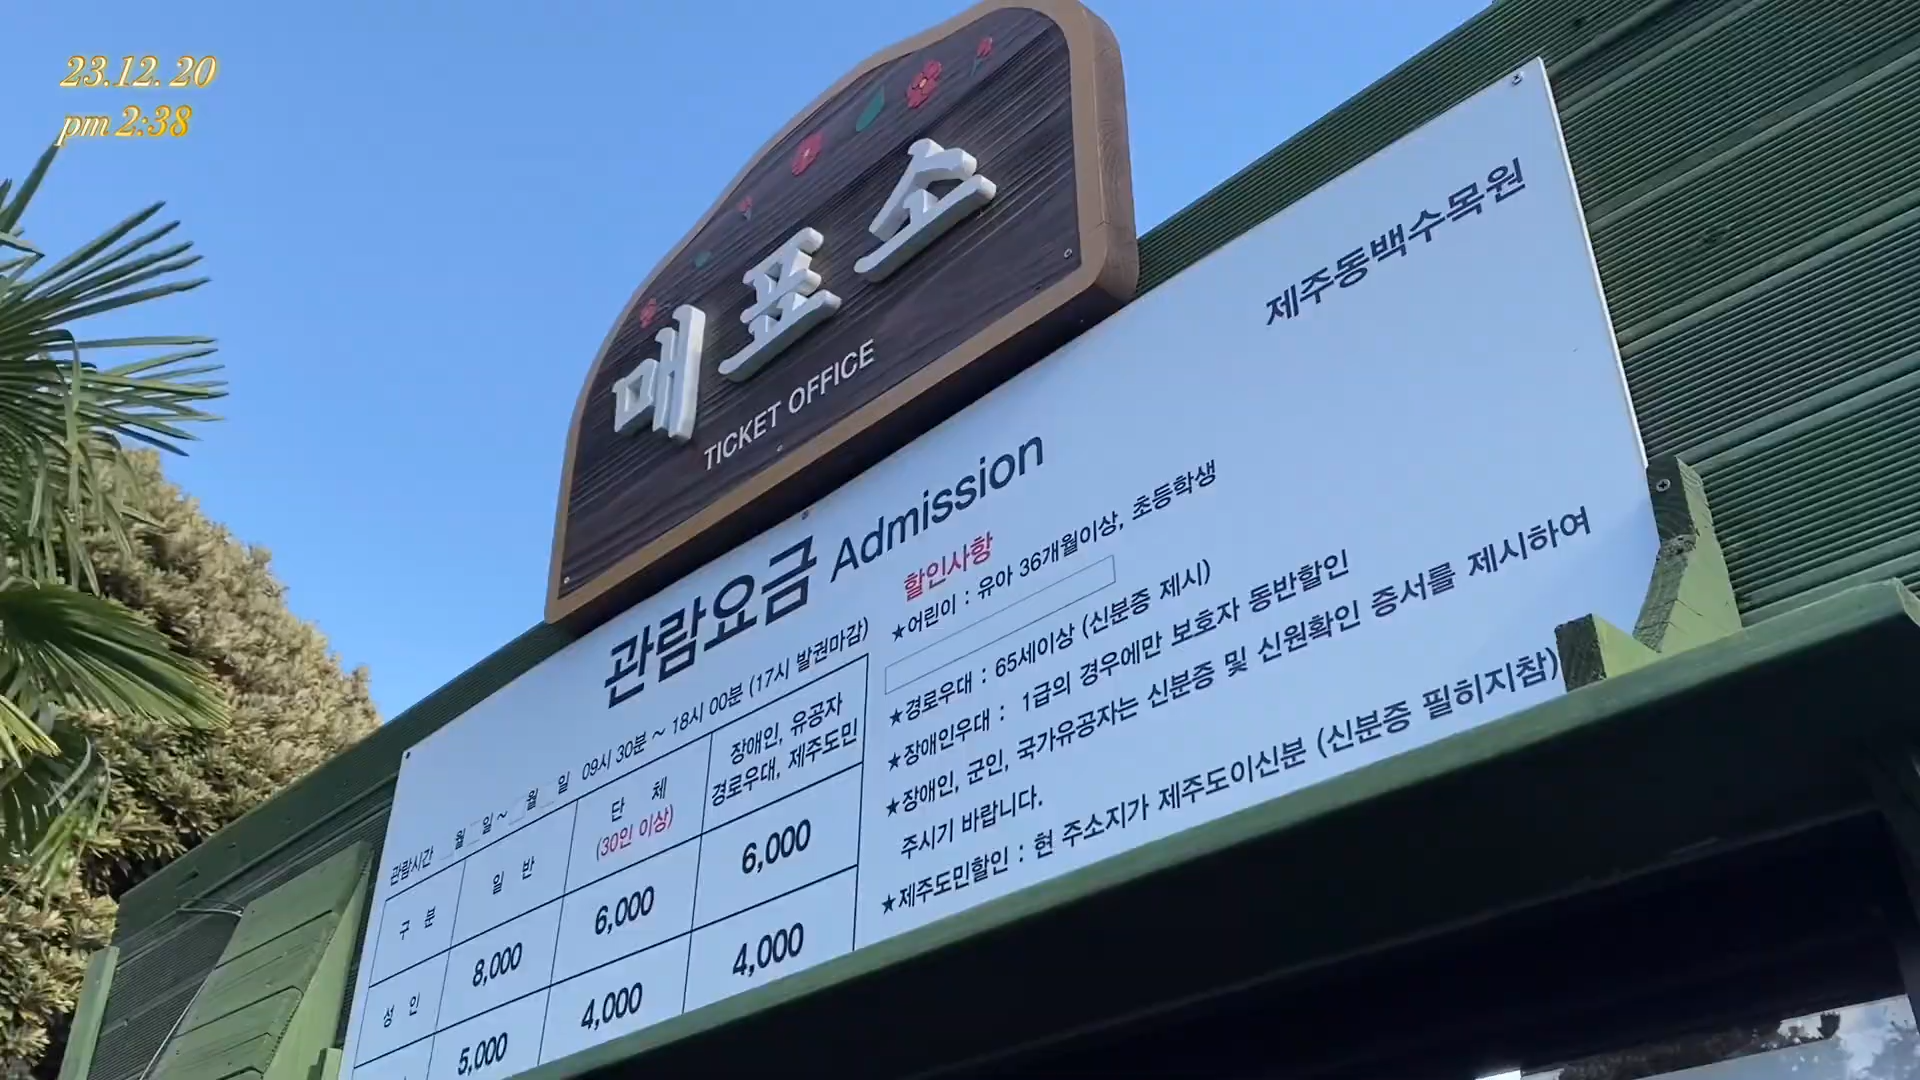 23.12. 20
pm 2:38
매표소
TICKET OFFICE
제주동백수목원
관람요금 Admission
관람시간 월 일 ~ 월 일 09시 30분 ~ 18시 00분 (17시 발권마감)
구 분
일 반
단 체
(30인 이상)
장애인, 유공자
경로우대, 제주도민
성 인
8,000
6,000
6,000
5,000
4,000
4,000
할인사항
★어린이 : 유아 36개월이상, 초등학생
★경로우대 : 65세이상 (신분증 제시)
★장애인우대 : 1급의 경우에만 보호자 동반할인
★장애인, 군인, 국가유공자는 신분증 및 신원확인 증서를 제시하여
주시기 바랍니다.
★제주도민할인 : 현 주소지가 제주도이신분 (신분증 필히지참)